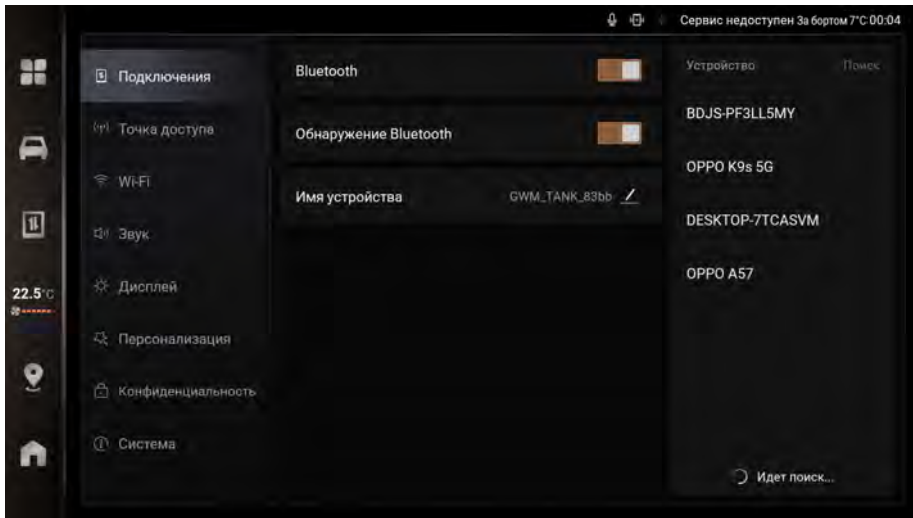 Сервис недоступен За бортом 7°C 00:04
Подключения
Точка доступа
Wi-Fi
Звук
Дисплей
Персонализация
Конфиденциальность
Система
22.5°C
Bluetooth
Обнаружение Bluetooth
Имя устройства GWM_TANK_83bb
Устройство Поиск
BDJS-PF3LL5MY
OPPO K9s 5G
DESKTOP-7TCASVM
OPPO A57
Идет поиск...